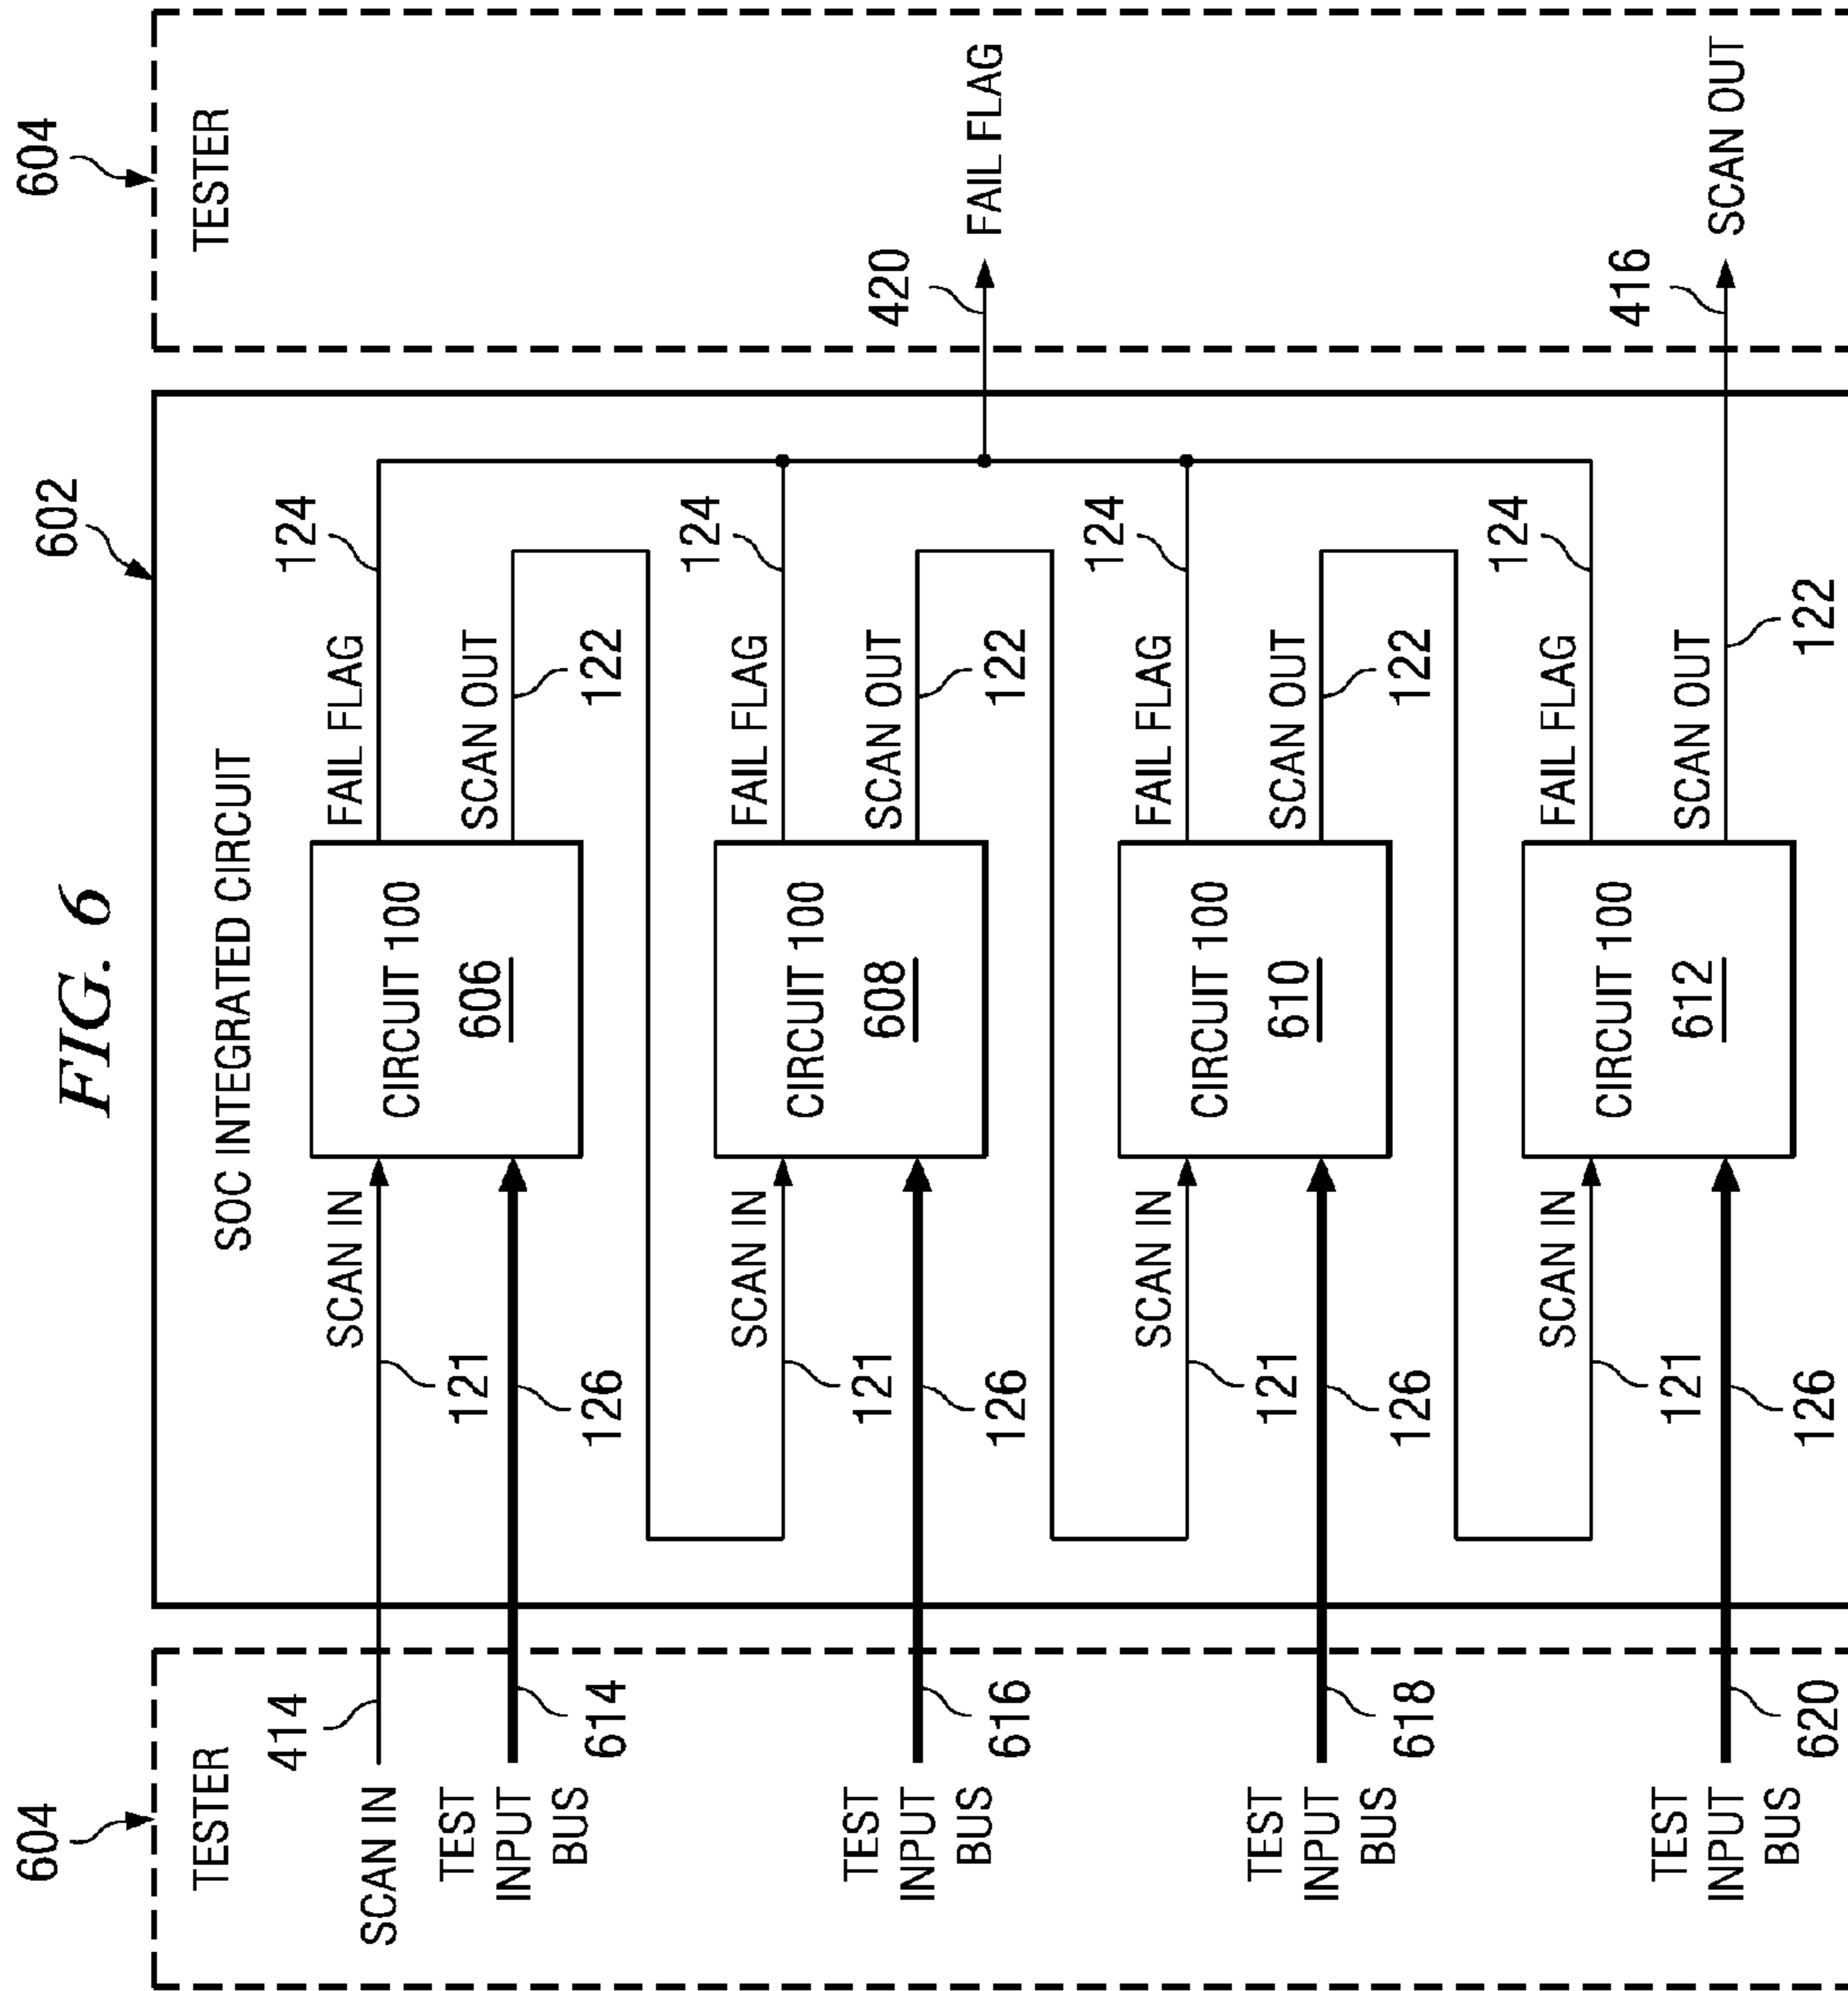 FIG. 6
604
602
604
TESTER
SOC INTEGRATED CIRCUIT
TESTER
SCAN IN
414
SCAN IN
121
CIRCUIT 100
606
FAIL FLAG
124
TEST
INPUT
BUS
614
126
SCAN OUT
122
SCAN IN
121
CIRCUIT 100
608
FAIL FLAG
124
TEST
INPUT
BUS
616
126
SCAN OUT
122
420
FAIL FLAG
SCAN IN
121
CIRCUIT 100
610
FAIL FLAG
124
TEST
INPUT
BUS
618
126
SCAN OUT
122
SCAN IN
121
CIRCUIT 100
612
FAIL FLAG
124
TEST
INPUT
BUS
620
126
SCAN OUT
122
416
SCAN OUT